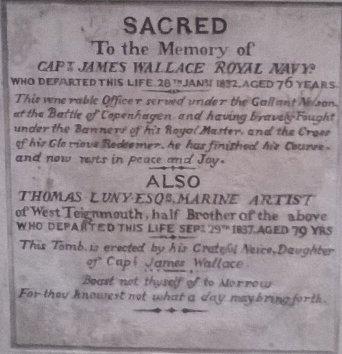 SACRED
To the Memory of
CAPT JAMES WALLACE ROYAL NAVY.
WHO DEPARTED THIS LIFE 28TH JANY 1832, AGED 76 YEARS
This venerable Officer served under the Gallant Nelson,
at the Battle of Copenhagen and having bravely Fought
under the Banners of his Royal Master, and the Cross
of his Glorious Redeemer, he has finished his Course
and now rests in peace and Joy.
ALSO
THOMAS LUNY ESQR, MARINE ARTIST
of West Teignmouth, half Brother of the above
WHO DEPARTED THIS LIFE SEPT 29TH 1837. AGED 79 YRS
This Tomb is erected by his Grateful Neice, Daughter
of Capt James Wallace.
Boast not thyself of to Morrow
For thou knowest not what a day may bring forth.